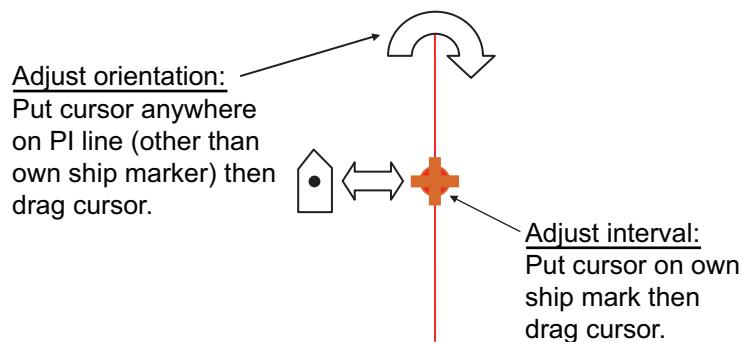 Adjust orientation:
Put cursor anywhere
on PI line (other than
own ship marker) then
drag cursor.
Adjust interval:
Put cursor on own
ship mark then
drag cursor.